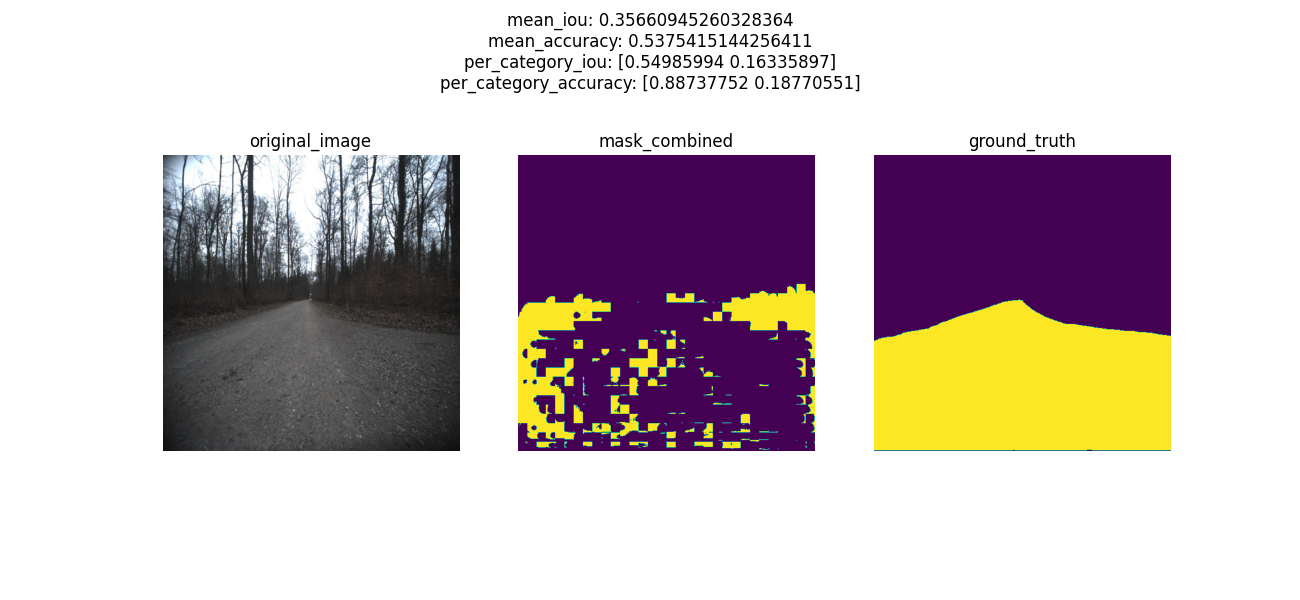 mean_iou: 0.35660945260328364
mean_accuracy: 0.5375415144256411
per_category_iou: [0.54985994 0.16335897]
per_category_accuracy: [0.88737752 0.18770551]
original_image
mask_combined
ground_truth